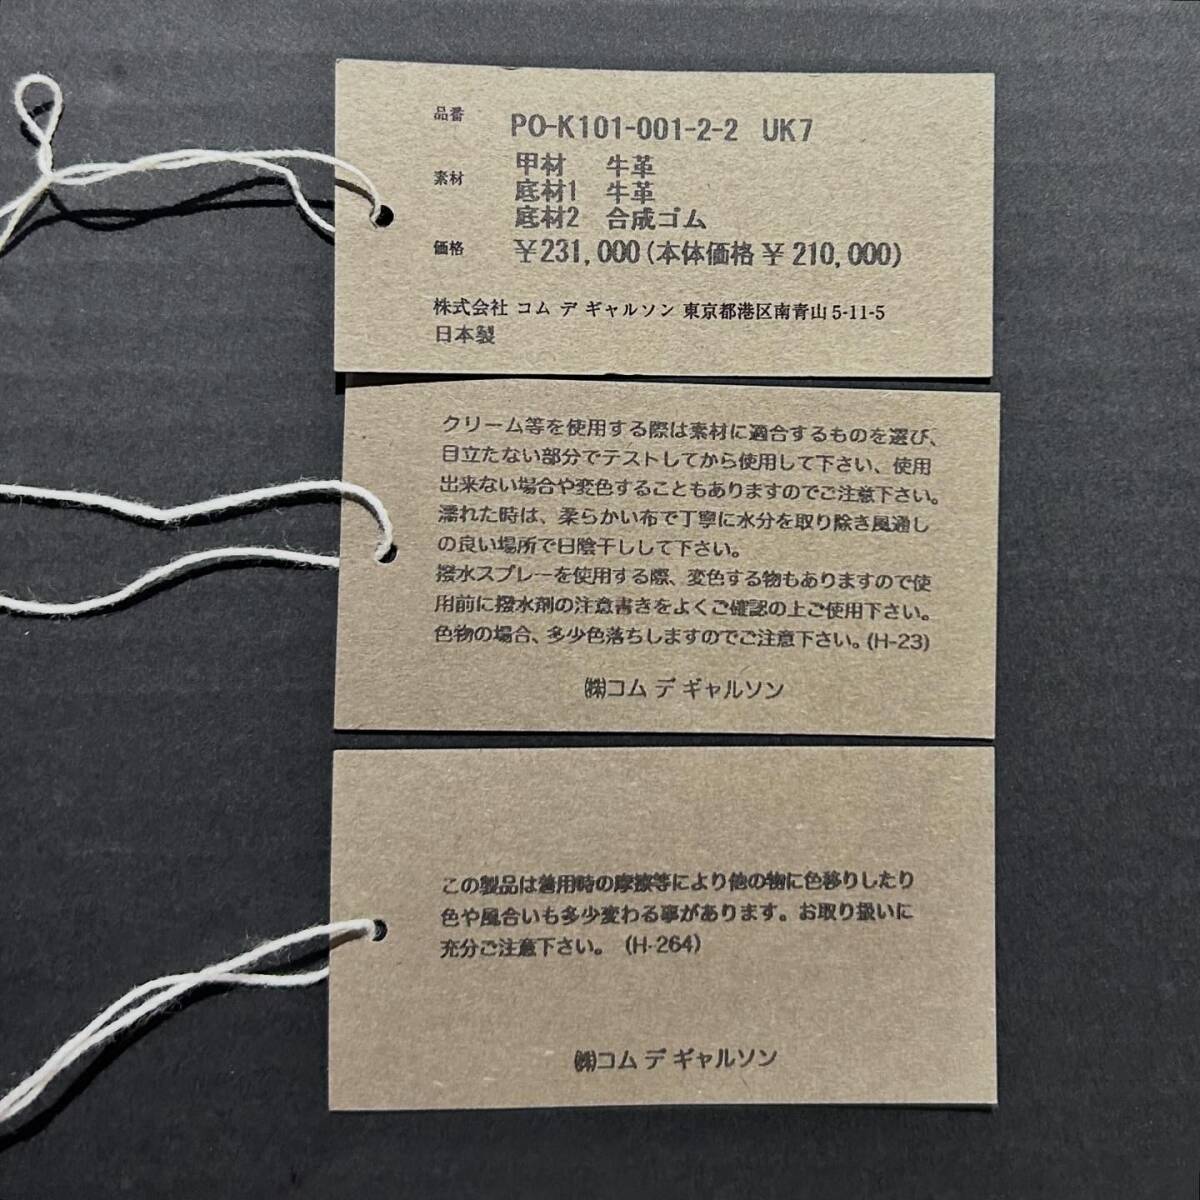 品番 PO-K101-001-2-2 UK7
素材 甲材 牛革
底材1 牛革
底材2 合成ゴム
価格 ￥231,000(本体価格￥210,000)
株式会社 コム デ ギャルソン 東京都港区南青山5-11-5
日本製
クリーム等を使用する際は素材に適合するものを選び、
目立たない部分でテストしてから使用して下さい、使用
出来ない場合や変色することもありますのでご注意下さい。
濡れた時は、柔らかい布で丁寧に水分を取り除き風通し
の良い場所で日陰干しして下さい。
撥水スプレーを使用する際、変色する物もありますので使
用前に撥水剤の注意書きをよくご確認の上ご使用下さい。
色物の場合、多少色落ちしますのでご注意下さい。(H-23)
㈱コム デ ギャルソン
この製品は着用時の摩擦等により他の物に色移りしたり
色や風合いも多少変わる事があります。お取り扱いに
充分ご注意下さい。（H-264）
㈱コム デ ギャルソン